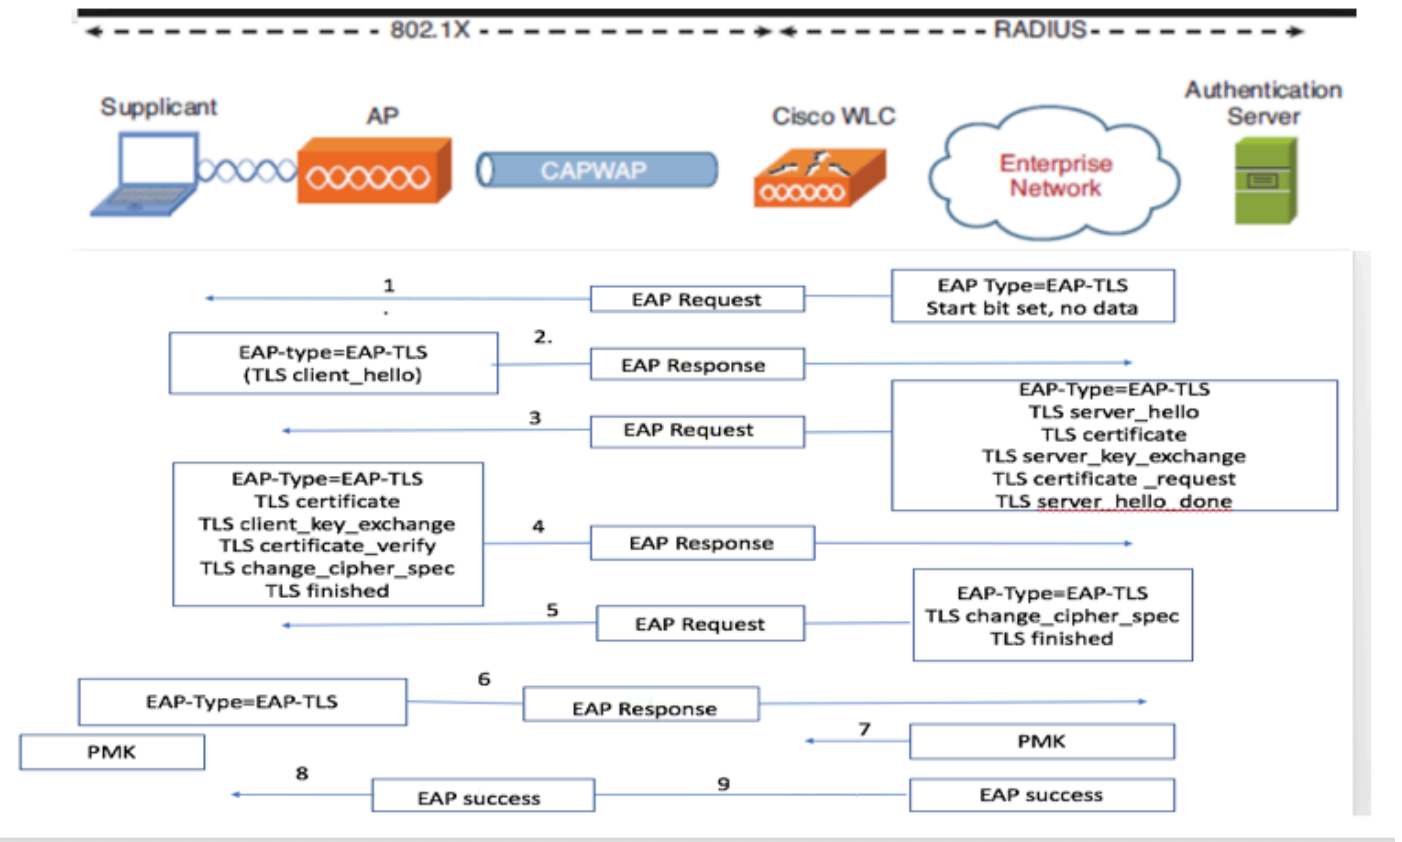 802.1X
RADIUS
Supplicant
AP
CAPWAP
Cisco WLC
Enterprise
Network
Authentication
Server
1
.
EAP Request
EAP Type=EAP-TLS
Start bit set, no data
EAP-type=EAP-TLS
(TLS client_hello)
2.
EAP Response
3
EAP Request
EAP-Type=EAP-TLS
TLS server_hello
TLS certificate
TLS server_key_exchange
TLS certificate _request
TLS server_hello_done
EAP-Type=EAP-TLS
TLS certificate
TLS client_key_exchange
TLS certificate_verify
TLS change_cipher_spec
TLS finished
4
EAP Response
5
EAP Request
EAP-Type=EAP-TLS
TLS change_cipher_spec
TLS finished
EAP-Type=EAP-TLS
6
EAP Response
PMK
7
PMK
8
EAP success
9
EAP success